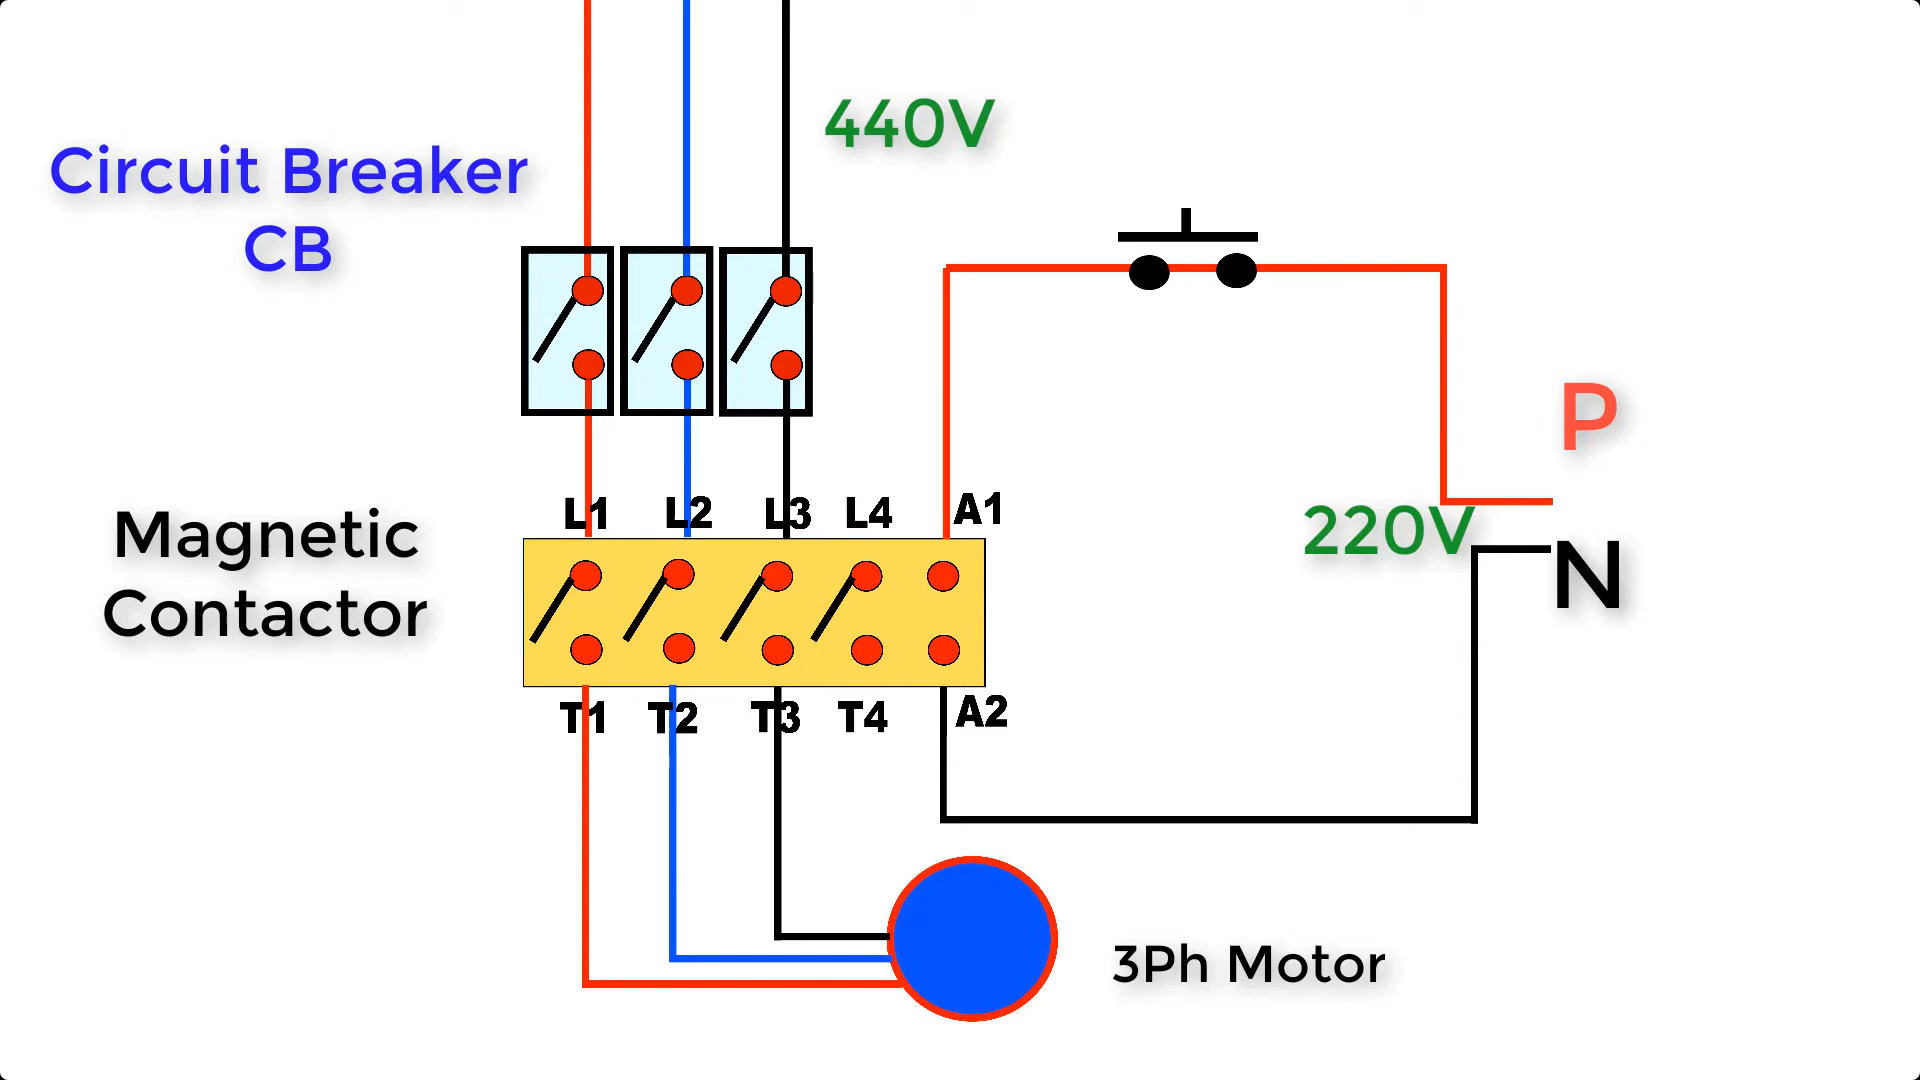 440V
Circuit Breaker
CB
P
220V
N
L1 L2 L3 L4 A1
Magnetic
Contactor
T1 T2 T3 T4 A2
3Ph Motor